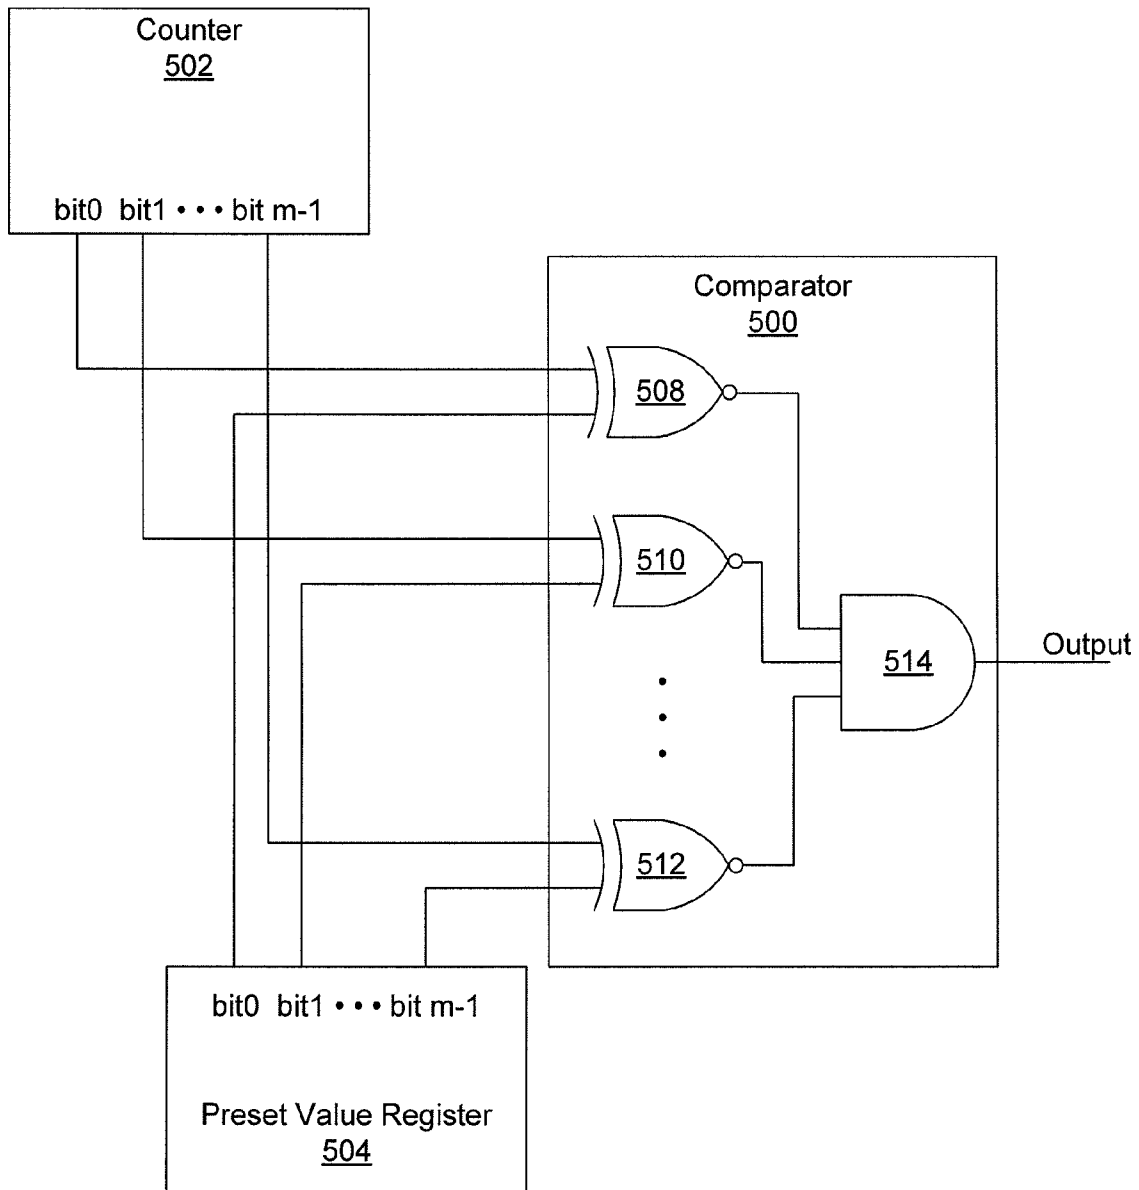 Counter
502
bit0 bit1 • • • bit m-1
Comparator
500
508
510
514
Output
512
bit0 bit1 • • • bit m-1
Preset Value Register
504